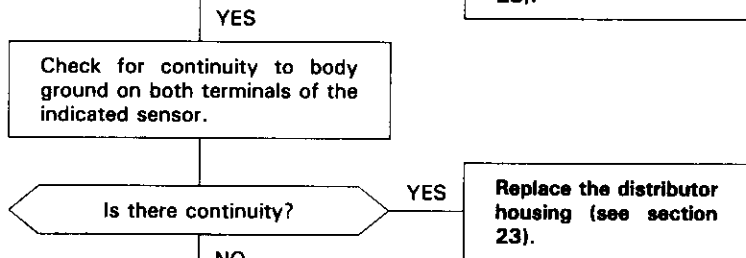 YES
Check for continuity to body
ground on both terminals of the
indicated sensor.
Is there continuity?
YES
Replace the distributor
housing (see section
23).
NO